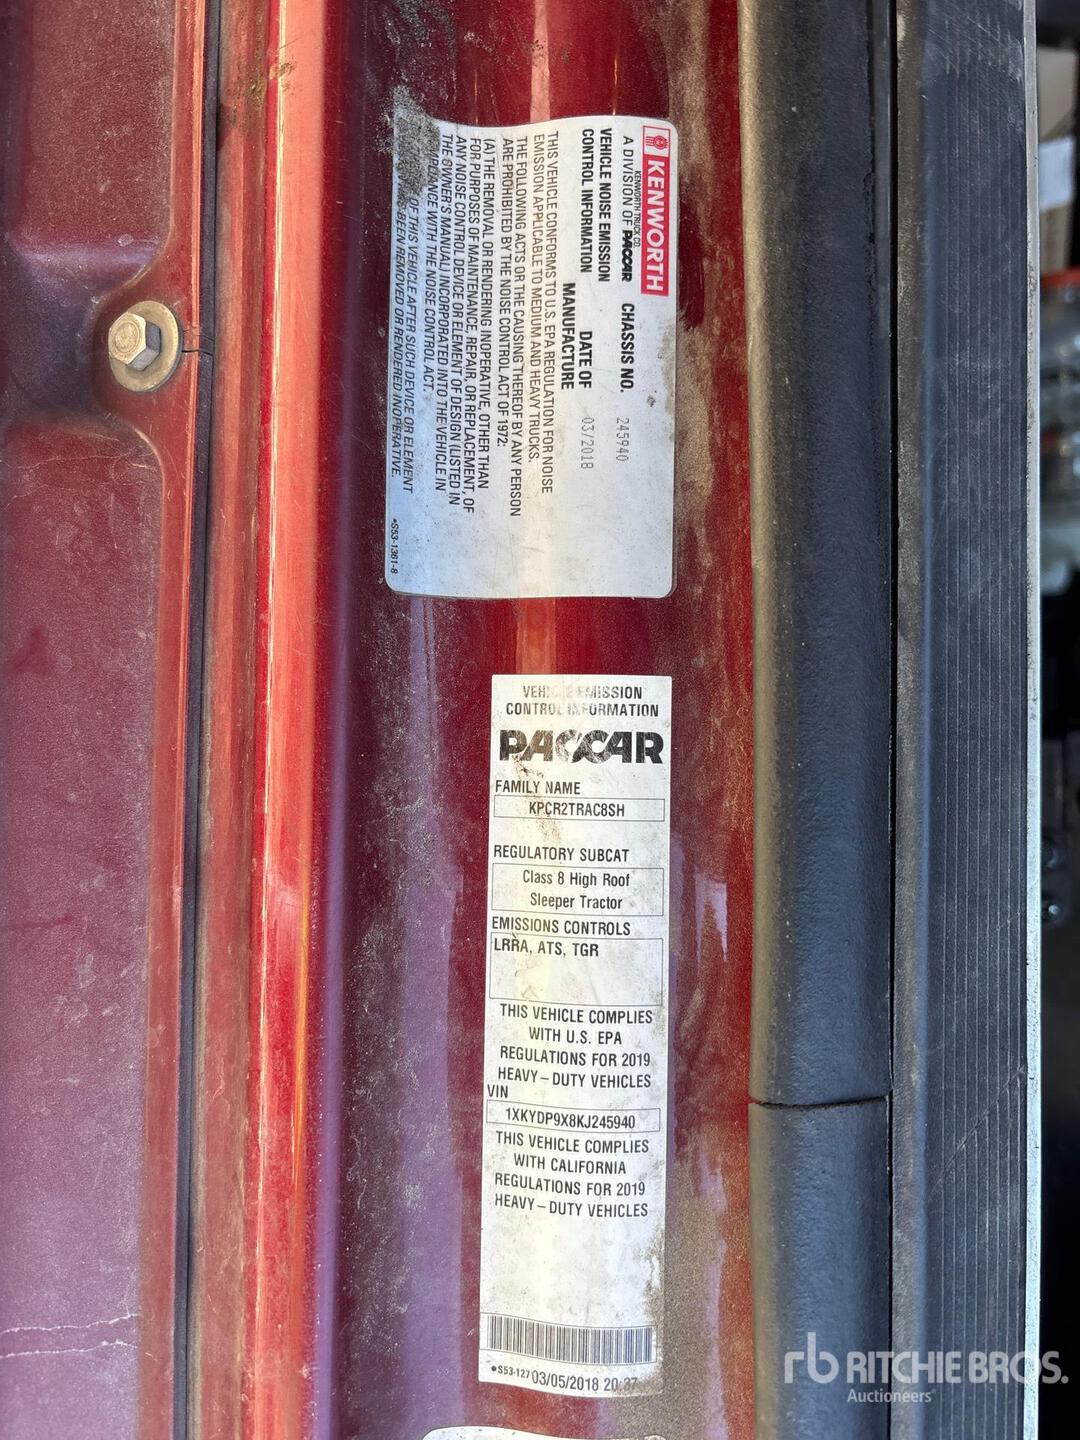 KENWORTH
KENWORTH TRUCK CO.
A DIVISION OF PACCAR
CHASSIS NO. 245940
VEHICLE NOISE EMISSION
CONTROL INFORMATION
DATE OF
MANUFACTURE
03/2018
THIS VEHICLE CONFORMS TO U.S. EPA REGULATION FOR NOISE
EMISSION APPLICABLE TO MEDIUM AND HEAVY TRUCKS.
THE FOLLOWING ACTS OR THE CAUSING THEREOF BY ANY PERSON
ARE PROHIBITED BY THE NOISE CONTROL ACT OF 1972:
(A) THE REMOVAL OR RENDERING INOPERATIVE, OTHER THAN
FOR PURPOSES OF MAINTENANCE, REPAIR, OR REPLACEMENT, OF
ANY NOISE CONTROL DEVICE OR ELEMENT OF DESIGN (LISTED IN
THE OWNER'S MANUAL) INCORPORATED INTO THE VEHICLE IN
WITH THE NOISE CONTROL ACT.
OF THIS VEHICLE AFTER SUCH DEVICE OR ELEMENT
BEEN REMOVED OR RENDERED INOPERATIVE.
•S53-1361-8
VEHICLE EMISSION
CONTROL INFORMATION
PACCAR
FAMILY NAME
KPCR2TRAC8SH
REGULATORY SUBCAT
Class 8 High Roof
Sleeper Tractor
EMISSIONS CONTROLS
LRRA, ATS, TGR
THIS VEHICLE COMPLIES
WITH U.S. EPA
REGULATIONS FOR 2019
HEAVY-DUTY VEHICLES
VIN
1XKYDP9X8KJ245940
THIS VEHICLE COMPLIES
WITH CALIFORNIA
REGULATIONS FOR 2019
HEAVY-DUTY VEHICLES
•S53-127 03/05/2018 20:37
rb RITCHIE BROS.
Auctioneers